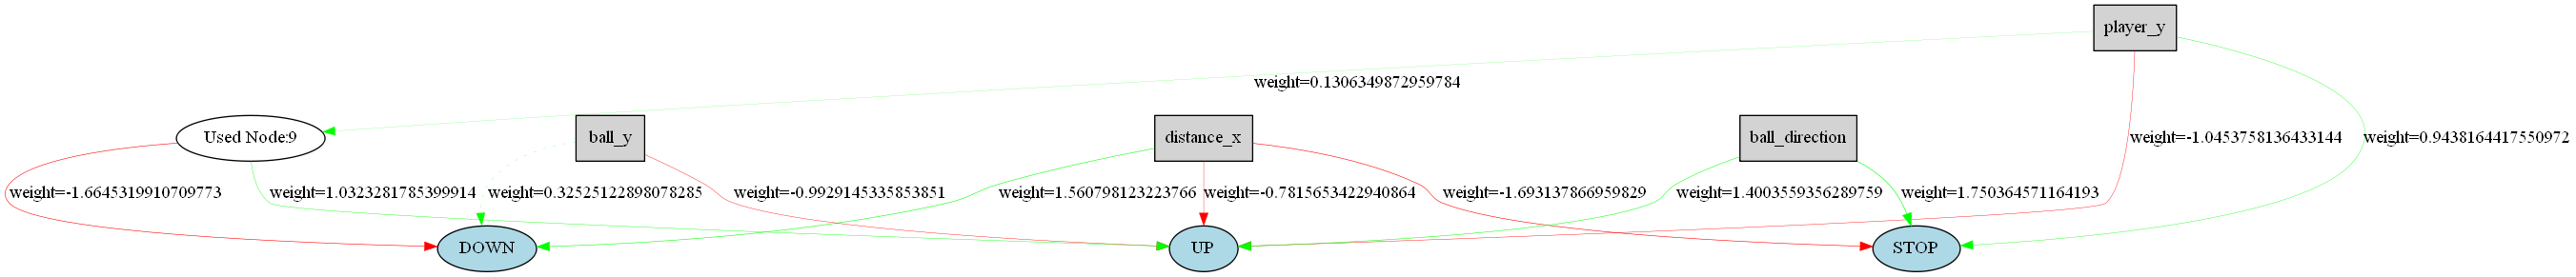 player_y
weight=0.1306349872959784
Used Node:9
ball_y
distance_x
ball_direction
weight=-1.0453758136433144
weight=0.9438164417550972
weight=-1.6645319910709773
weight=1.0323281785399914
weight=0.32525122898078285
weight=-0.9929145335853851
weight=1.560798123223766
weight=-0.7815653422940864
weight=-1.693137866959829
weight=1.4003559356289759
weight=1.750364571164193
DOWN
UP
STOP